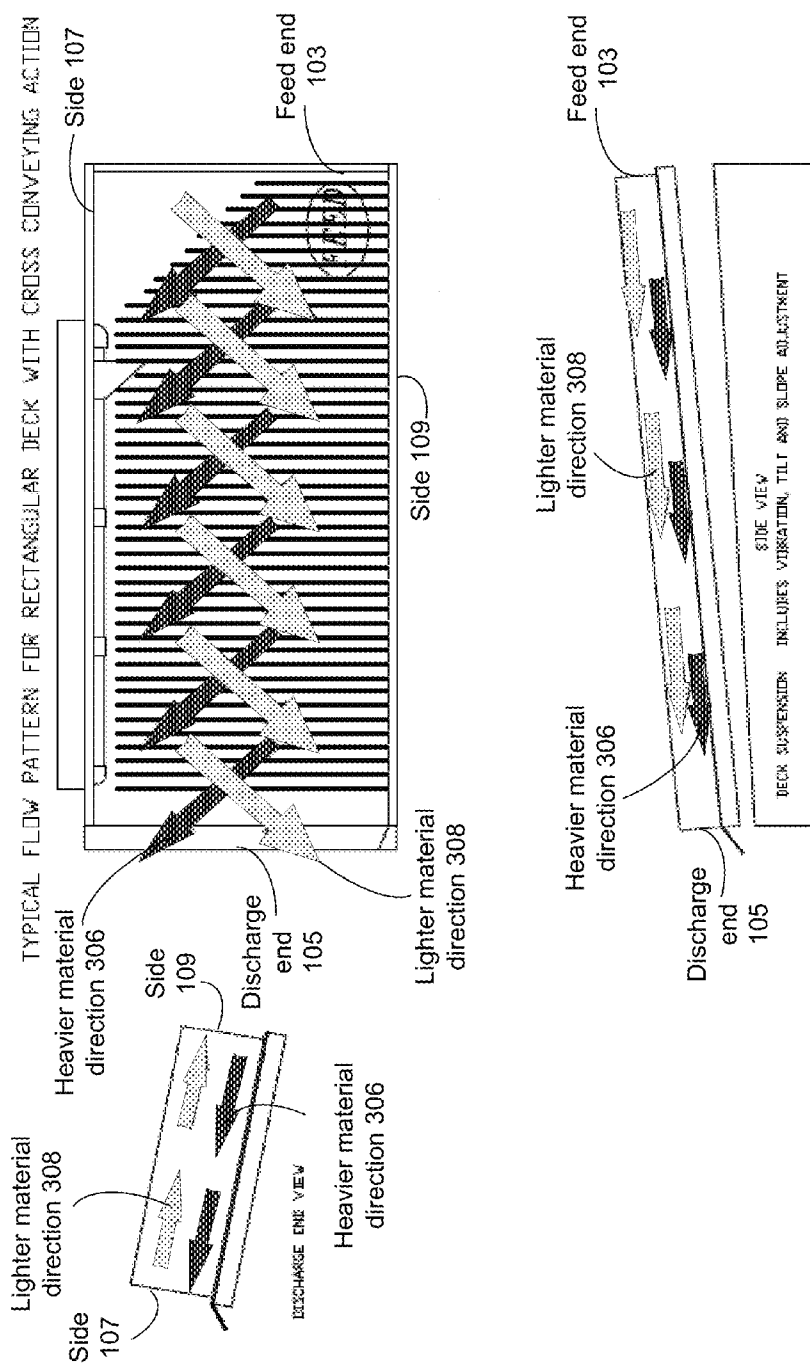 TYPICAL FLOW PATTERN FOR RECTANGULAR DECK WITH CROSS CONVEYING ACTION
Side 107
Feed end
103
FEED
Side 109
Heavier material
direction 306
Discharge
end
105
Lighter material
direction 308
Lighter material
direction 308
Side
107
Side
109
Heavier material
direction 306
DISCHARGE END VIEW
Feed end
103
Lighter material
direction 308
Heavier material
direction 306
Discharge
end
105
SIDE VIEW
DECK SUSPENSION INCLUDES VIBRATION, TILT AND SLOPE ADJUSTMENT